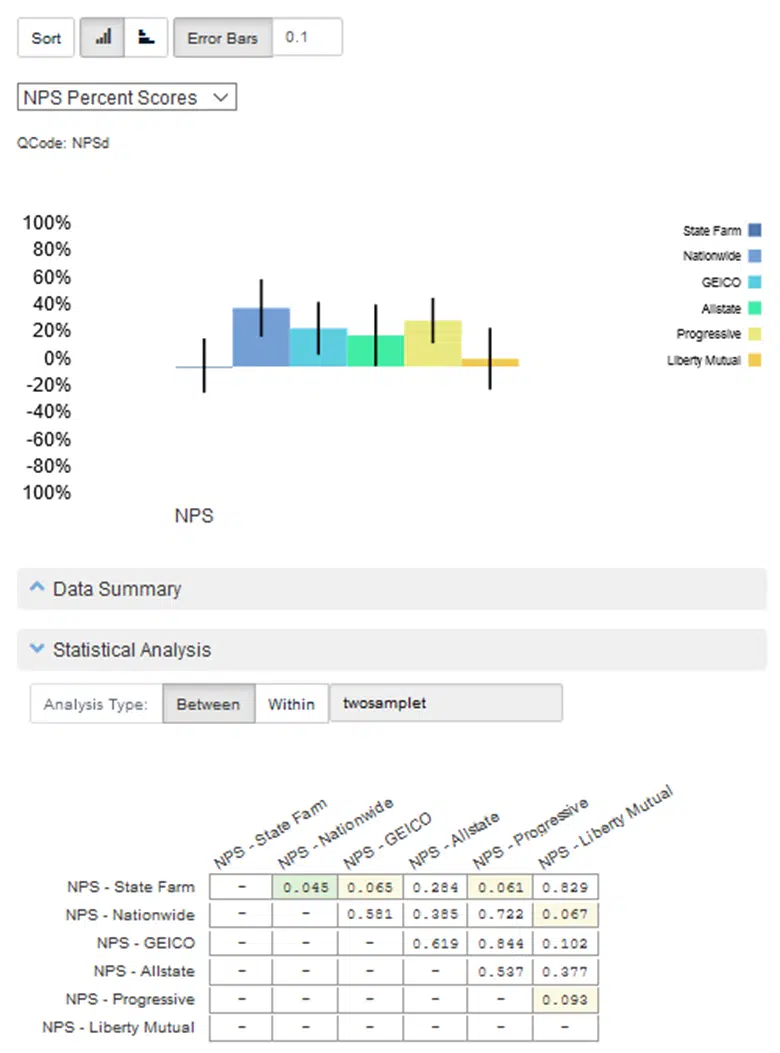 Sort Error Bars 0.1
NPS Percent Scores
QCode: NPSd
100%
80%
60%
40%
20%
0%
-20%
-40%
-60%
-80%
100%
NPS
State Farm
Nationwide
GEICO
Allstate
Progressive
Liberty Mutual
Data Summary
Statistical Analysis
Analysis Type: Between Within twosamplet
NPS - State Farm
NPS - Nationwide
NPS - GEICO
NPS - Allstate
NPS - Progressive
NPS - Liberty Mutual
NPS - State Farm - 0.045 0.065 0.284 0.061 0.829
NPS - Nationwide - - 0.581 0.385 0.722 0.067
NPS - GEICO - - - 0.619 0.844 0.102
NPS - Allstate - - - - 0.537 0.377
NPS - Progressive - - - - - 0.093
NPS - Liberty Mutual - - - - - -